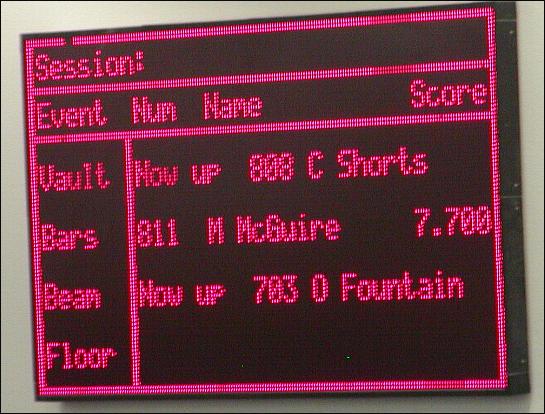 Session:
Event Num Name Score
Vault Now up 808 C Shorts
Bars 811 M McGuire 7.700
Beam Now up 703 O Fountain
Floor